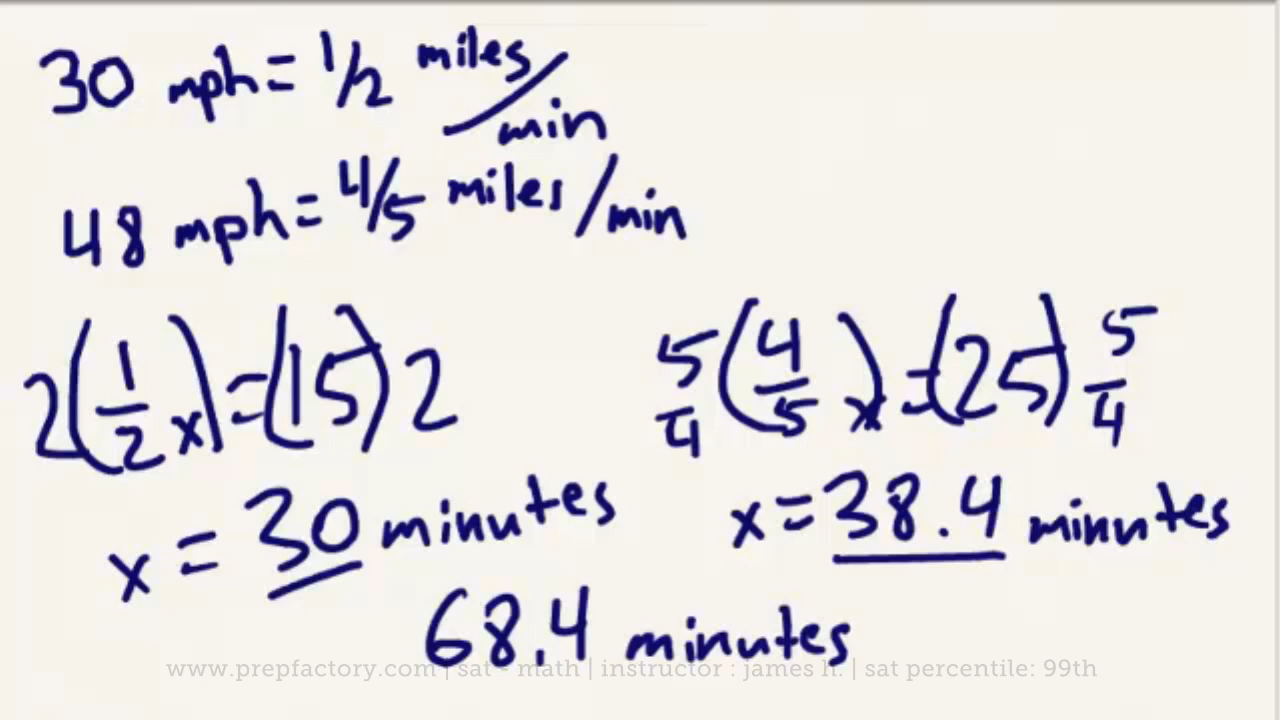 30 mph = 1/2 miles/min
48 mph = 4/5 miles/min
2(1/2 x) = (15)2
5/4 (4/5 x) = (25) 5/4
x = 30 minutes
x = 38.4 minutes
68.4 minutes
www.prepfactory.com | sat - math | instructor : james h. | sat percentile: 99th